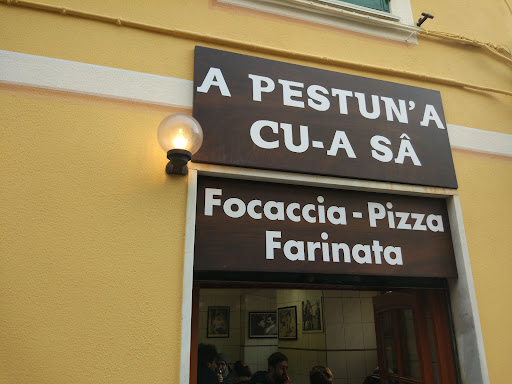 A PESTUN'A
CU-A SÂ
Focaccia - Pizza
Farinata